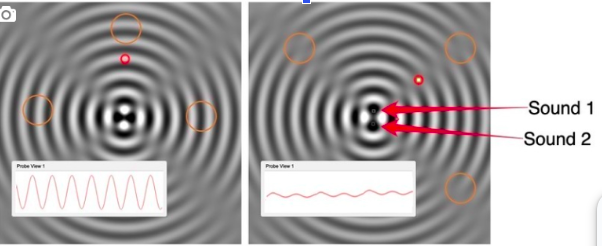 Probe View 1
Probe View 1
Sound 1
Sound 2